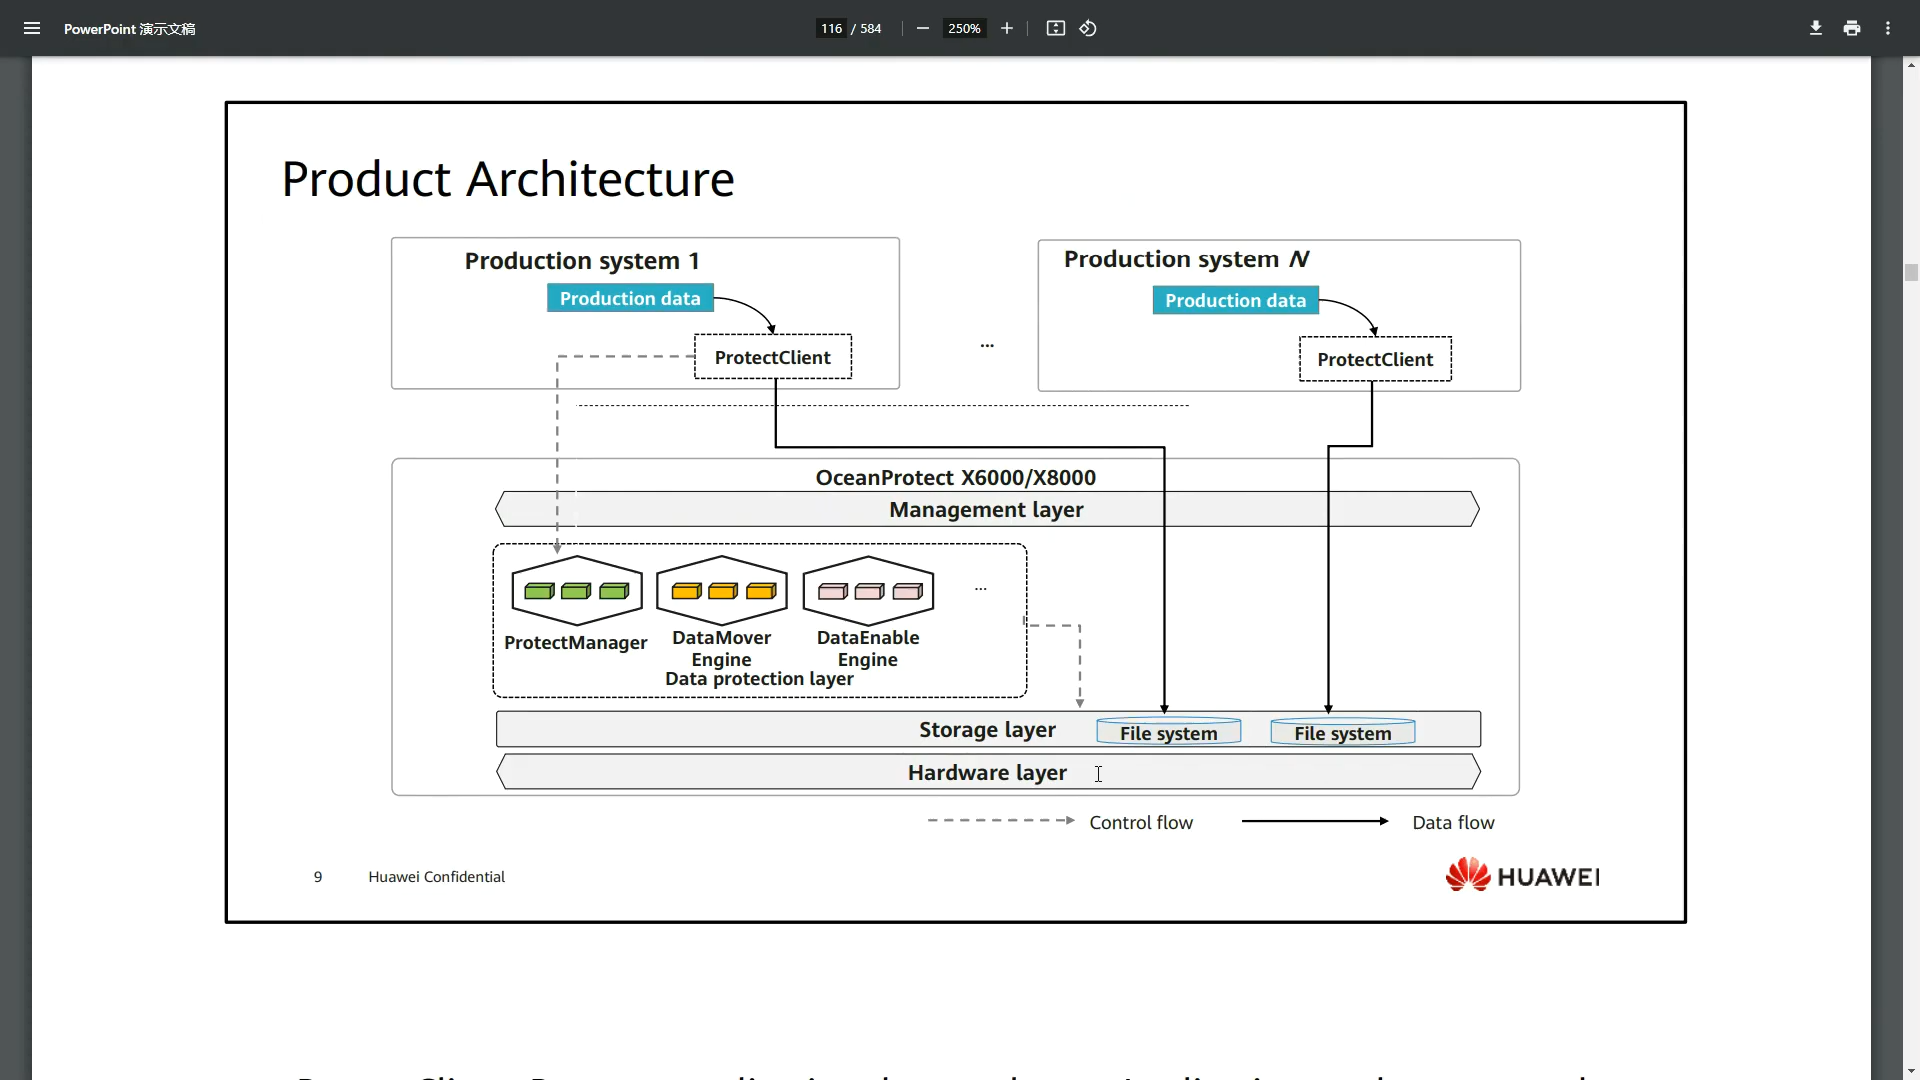 PowerPoint 演示文稿
116 / 584
250%
Product Architecture
Production system 1
Production data
ProtectClient
...
Production system N
Production data
ProtectClient
OceanProtect X6000/X8000
Management layer
ProtectManager
DataMover
Engine
DataEnable
Engine
...
Data protection layer
Storage layer
File system
File system
Hardware layer
Control flow
Data flow
9
Huawei Confidential
HUAWEI